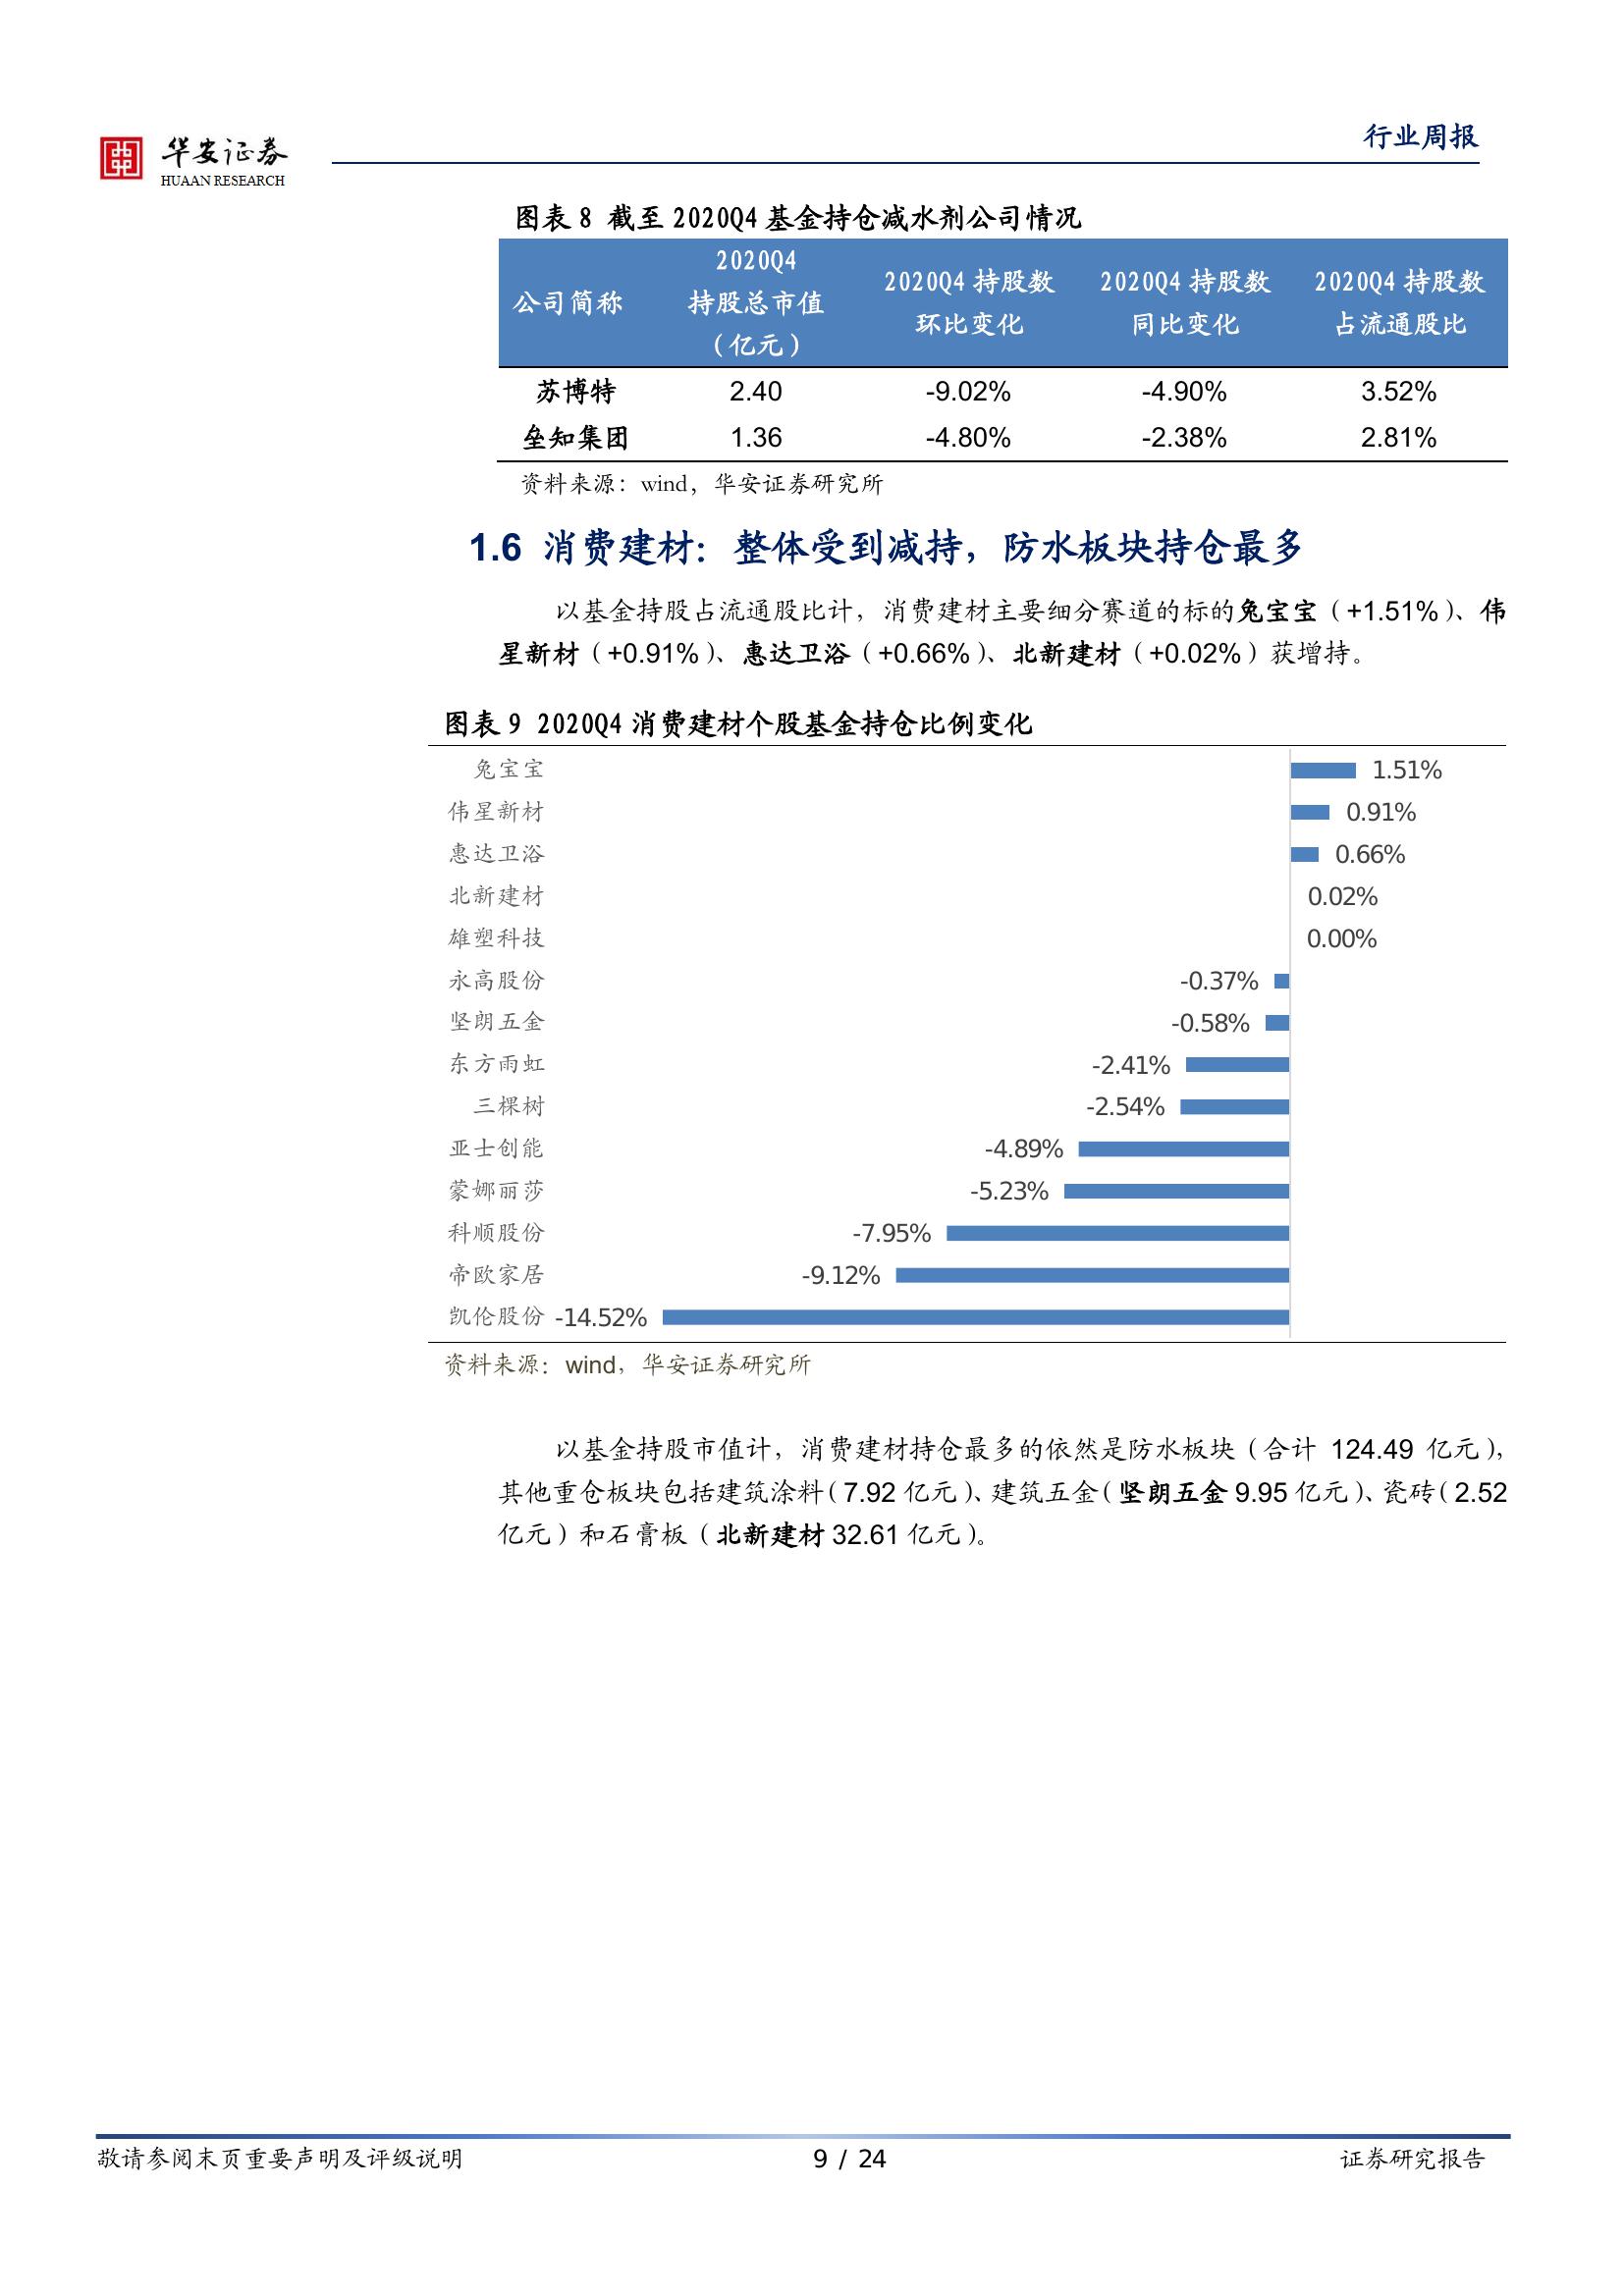 华安证券
HUAAN RESEARCH
行业周报
图表 8 截至 2020Q4 基金持仓减水剂公司情况
公司简称 2020Q4 持股总市值（亿元） 2020Q4 持股数环比变化 2020Q4 持股数同比变化 2020Q4 持股数占流通股比
苏博特 2.40 -9.02% -4.90% 3.52%
垒知集团 1.36 -4.80% -2.38% 2.81%
资料来源：wind，华安证券研究所
1.6 消费建材：整体受到减持，防水板块持仓最多
以基金持股占流通股比计，消费建材主要细分赛道的标的兔宝宝（+1.51%）、伟
星新材（+0.91%）、惠达卫浴（+0.66%）、北新建材（+0.02%）获增持。
图表 9 2020Q4 消费建材个股基金持仓比例变化
兔宝宝 1.51%
伟星新材 0.91%
惠达卫浴 0.66%
北新建材 0.02%
雄塑科技 0.00%
永高股份 -0.37%
坚朗五金 -0.58%
东方雨虹 -2.41%
三棵树 -2.54%
亚士创能 -4.89%
蒙娜丽莎 -5.23%
科顺股份 -7.95%
帝欧家居 -9.12%
凯伦股份 -14.52%
资料来源：wind，华安证券研究所
以基金持股市值计，消费建材持仓最多的依然是防水板块（合计 124.49 亿元），
其他重仓板块包括建筑涂料（7.92 亿元）、建筑五金（坚朗五金 9.95 亿元）、瓷砖（2.52
亿元）和石膏板（北新建材 32.61 亿元）。
敬请参阅末页重要声明及评级说明 9 / 24 证券研究报告